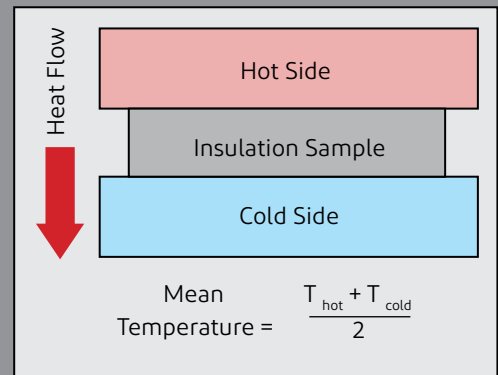 Heat Flow
Hot Side
Insulation Sample
Cold Side
Mean
Temperature =
T hot + T cold
2